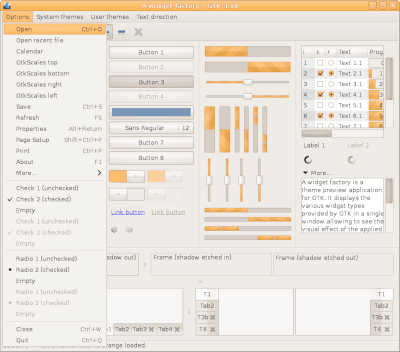 A widget factory - GTK 3.18
Options System themes User themes Text direction
Open Ctrl+O
Open recent file
Calendar
GtkScales top
GtkScales bottom
GtkScales right
GtkScales left
Save Ctrl+S
Refresh F5
Properties Alt+Return
Page Setup Shift+Ctrl+P
Print Ctrl+P
About F1
More...
Check 1 (unchecked)
Check 2 (checked)
Empty
Check 1 (unchecked)
Check 2 (checked)
Empty
Radio 1 (unchecked)
Radio 2 (checked)
Empty
Radio 1 (unchecked)
Radio 2 (checked)
Empty
Close Ctrl+W
Quit Ctrl+Q
Button 1
Button 2
Button 3
Button 4
Sans Regular 12
Button 7
Button 8
Link button Link button
Text Prog
1 Text 1.1
2 Text 2.1
4 Text 4.1
5 Text 5.1
6 Text 6.1
7 Text 7.1
Label 1 Label 2
More...
A widget factory is a
theme preview application
for GTK. It displays the
various widget types
provided by GTK in a single
window allowing to see the
visual effect of the applied
adow out) Frame (shadow etched in) Frame (shadow etched out)
Tab2 Tab3 T4
T1
Tab2
T3b
T4
T1
Tab2
T3b
T4
range loaded.